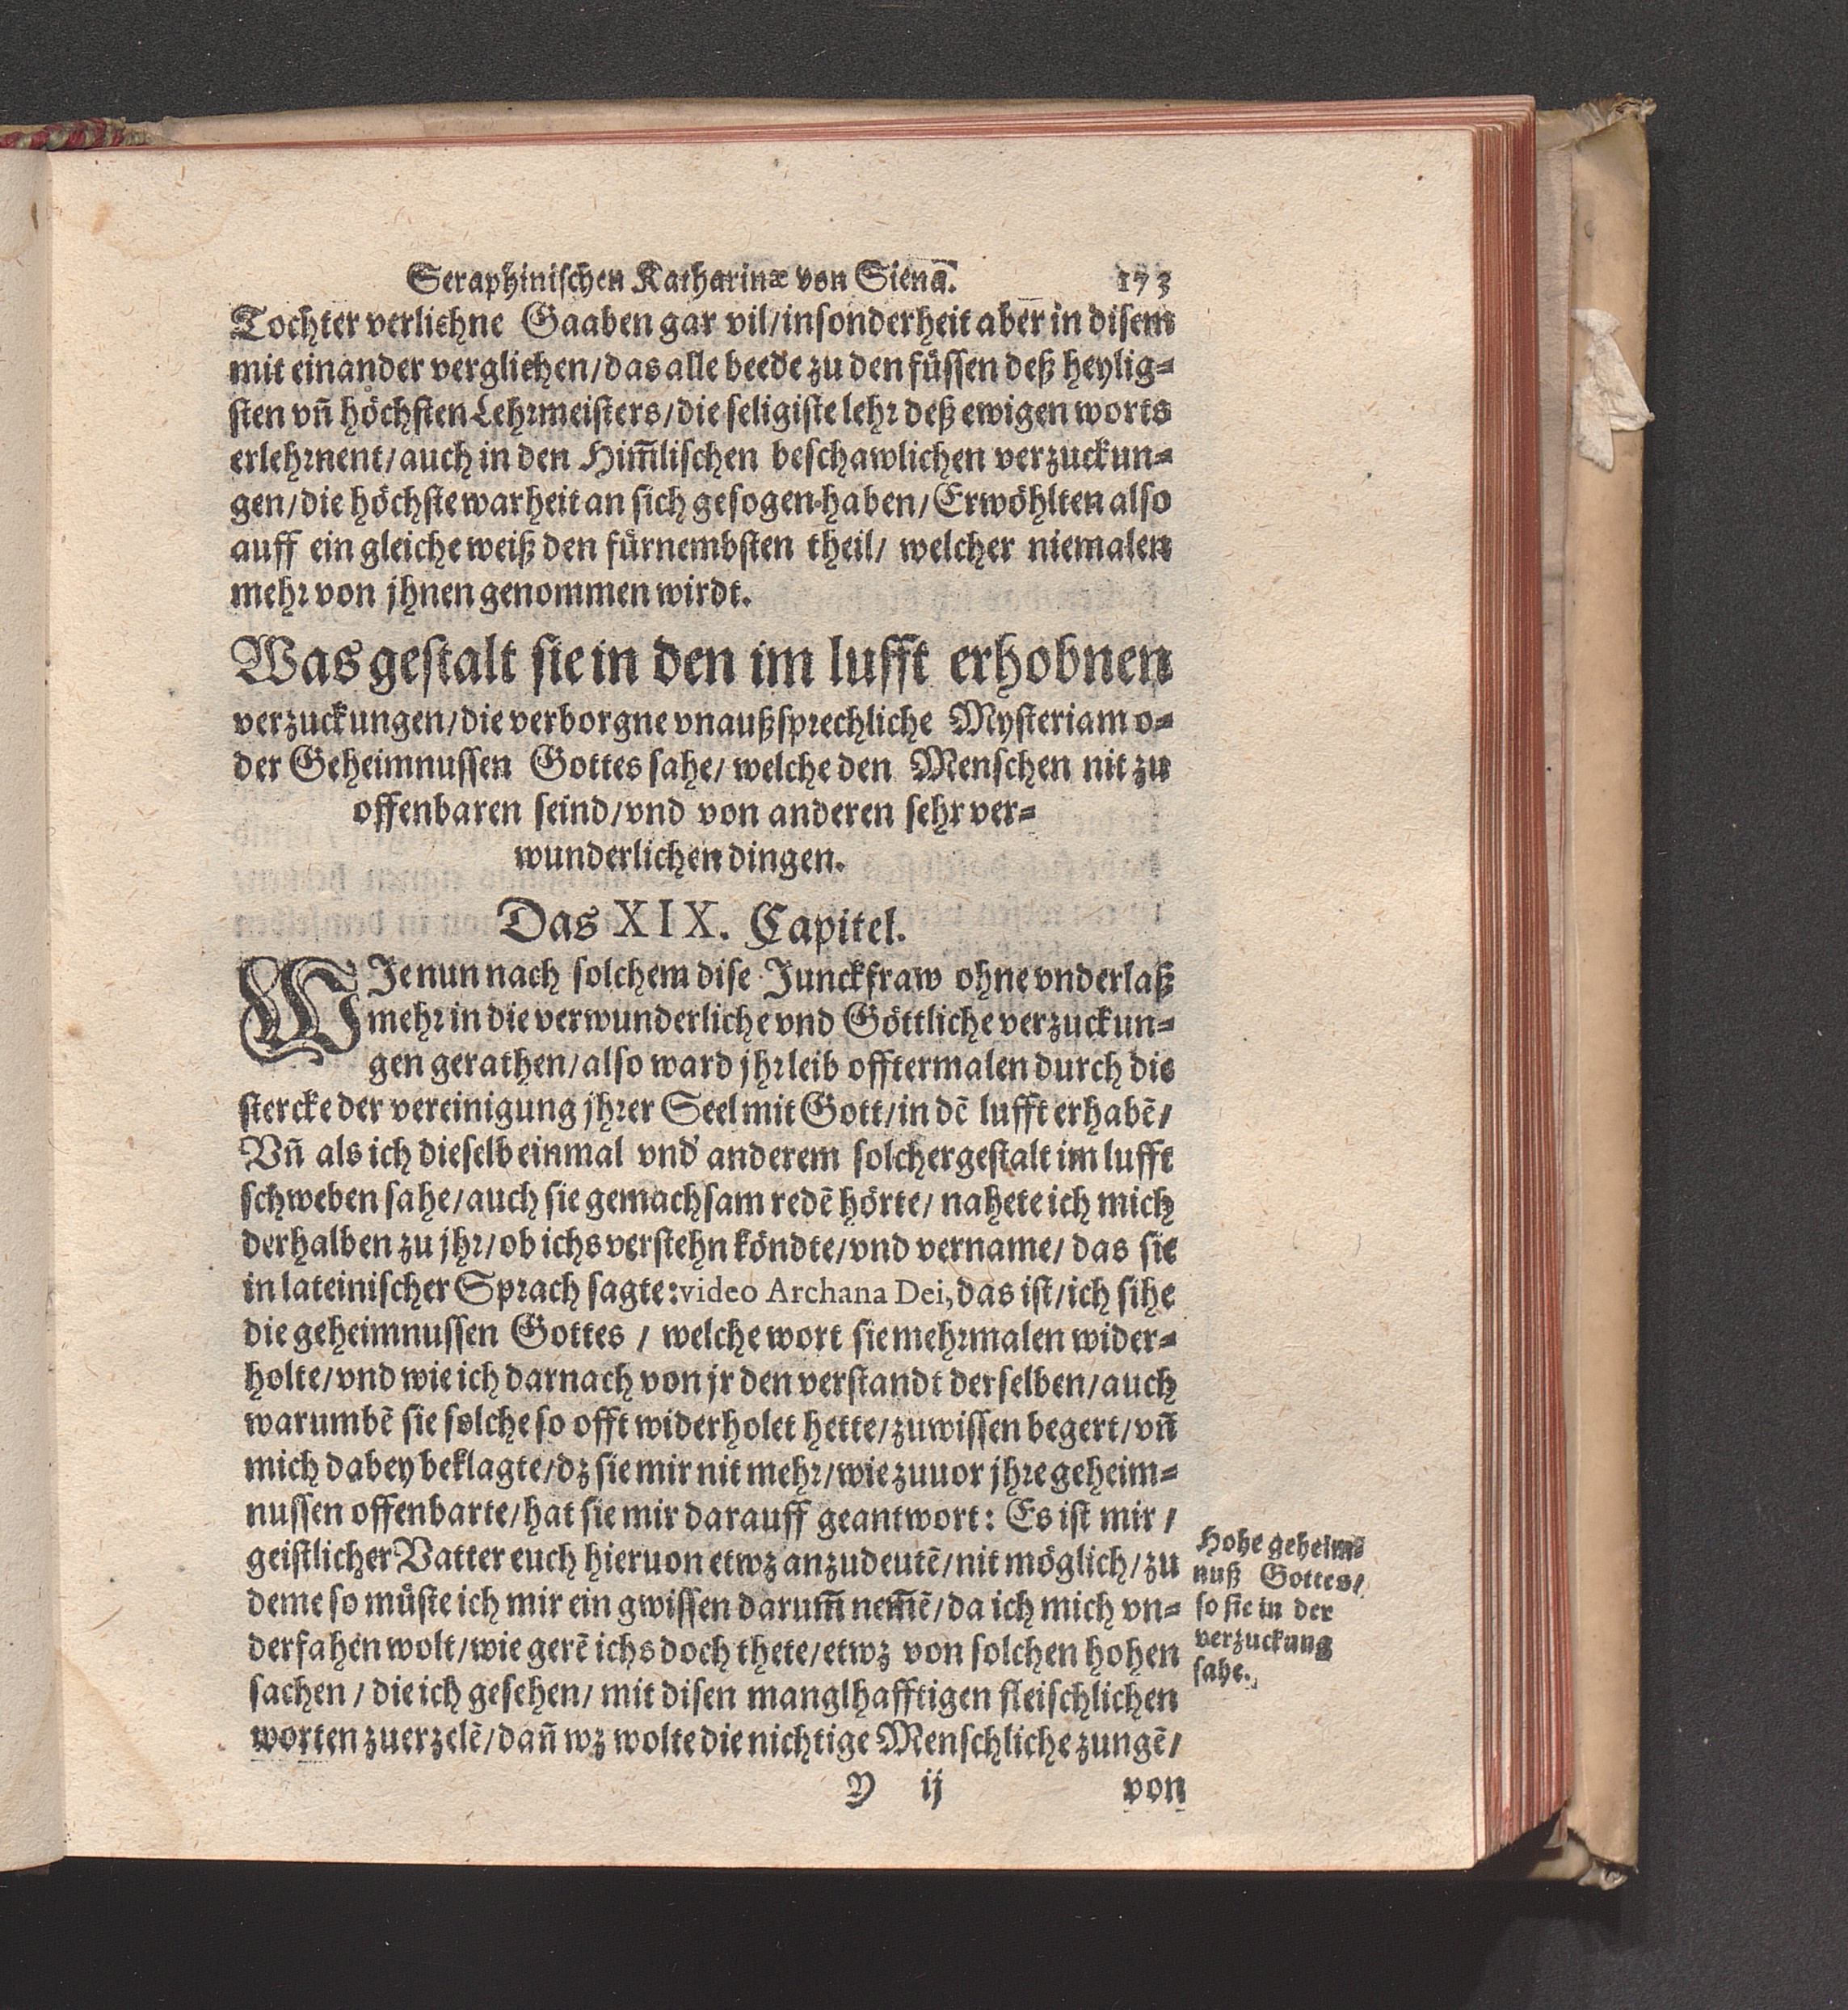 Seraphinischen Katharinæ von Siena. 173
Tochter verliehne Gaaben gar vil/insonderheit aber in disem
mit einander verglichen/das alle beede zu den füssen deß heylig=
sten vñ höchsten Lehrmeisters/die seligiste lehr deß ewigen worts
erlehrnent/auch in den Him̃lischen beschawlichen verzuckun=
gen/die höchste warheit an sich gesogen haben/Erwöhlten also
auff ein gleiche weiß den fürnembsten theil/ welcher niemalen
mehr von jhnen genommen wirdt.
Was gestalt sie in den im lufft erhobnen
verzuckungen/die verborgne vnaußsprechliche Mysteriam o=
der Geheimnussen Gottes sahe/ welche den Menschen nit zu
offenbaren seind/vnd von anderen sehr ver=
wunderlichen dingen.
Das XIX. Capitel.
WJe nun nach solchem dise Junckfraw ohne vnderlaß
mehr in die verwunderliche vnd Göttliche verzuckun=
gen gerathen/also ward jhr leib offtermalen durch die
stercke der vereinigung jhrer Seel mit Gott/in dẽ lufft erhabẽ/
Vñ als ich dieselb einmal vnd' anderem solchergestalt im lufft
schweben sahe/auch sie gemachsam redẽ hörte/ nahete ich mich
derhalben zu jhr/ob ichs verstehn köndte/vnd vername/ das sie
in lateinischer Sprach sagte: video Archana Dei, das ist/ich sihe
die geheimnussen Gottes / welche wort sie mehrmalen wider=
holte/vnd wie ich darnach von jr den verstandt derselben/auch
warumbẽ sie solche so offt widerholet hette/zuwissen begert/vñ
mich dabey beklagte/dz sie mir nit mehr/wie zuuor jhre geheim=
nussen offenbarte/hat sie mir darauff geantwort: Es ist mir /
geistlicher Vatter euch hieruon etwz anzudeutẽ/nit möglich/zu
deme so müste ich mir ein gwissen darum̃ nem̃ẽ/da ich mich vn=
derfahen wolt/wie gerẽ ichs doch thete/etwz von solchen hohen
sachen / die ich gesehen/ mit disen manglhafftigen fleischlichen
worten zuerzelẽ/dañ wz wolte die nichtige Menschliche zungẽ/
Y ij von
Hohe geheim=
nuß Gottes/
so sie in der
verzuckung
sahe.